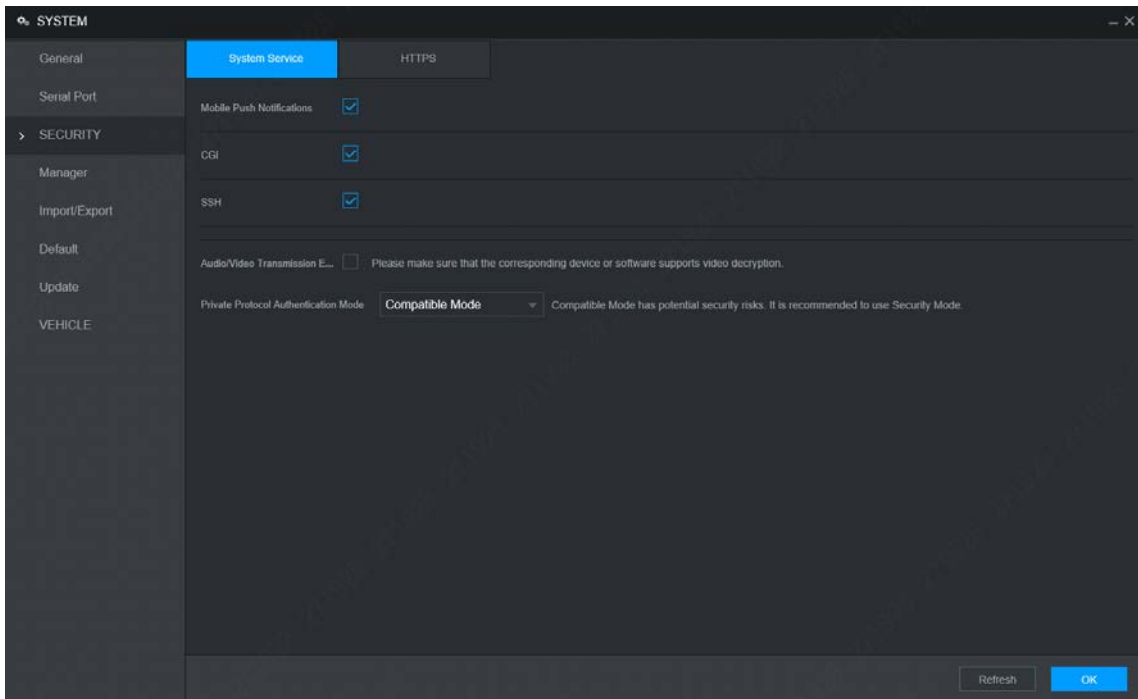 SYSTEM
General
Serial Port
SECURITY
Manager
Import/Export
Default
Update
VEHICLE
System Service HTTPS
Mobile Push Notifications
CGI
SSH
Audio/Video Transmission E... Please make sure that the corresponding device or software supports video decryption.
Private Protocol Authentication Mode Compatible Mode Compatible Mode has potential security risks. It is recommended to use Security Mode.
Refresh OK